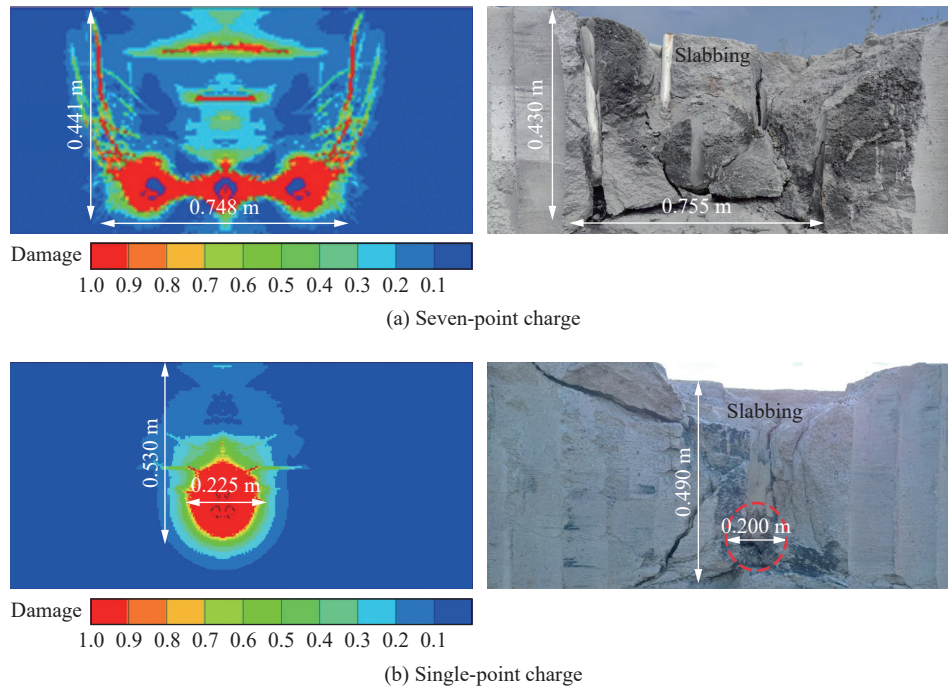 0.441 m
0.748 m
Slabbing
0.430 m
0.755 m
Damage
1.0 0.9 0.8 0.7 0.6 0.5 0.4 0.3 0.2 0.1
(a) Seven-point charge
0.530 m
0.225 m
Slabbing
0.490 m
0.200 m
Damage
1.0 0.9 0.8 0.7 0.6 0.5 0.4 0.3 0.2 0.1
(b) Single-point charge